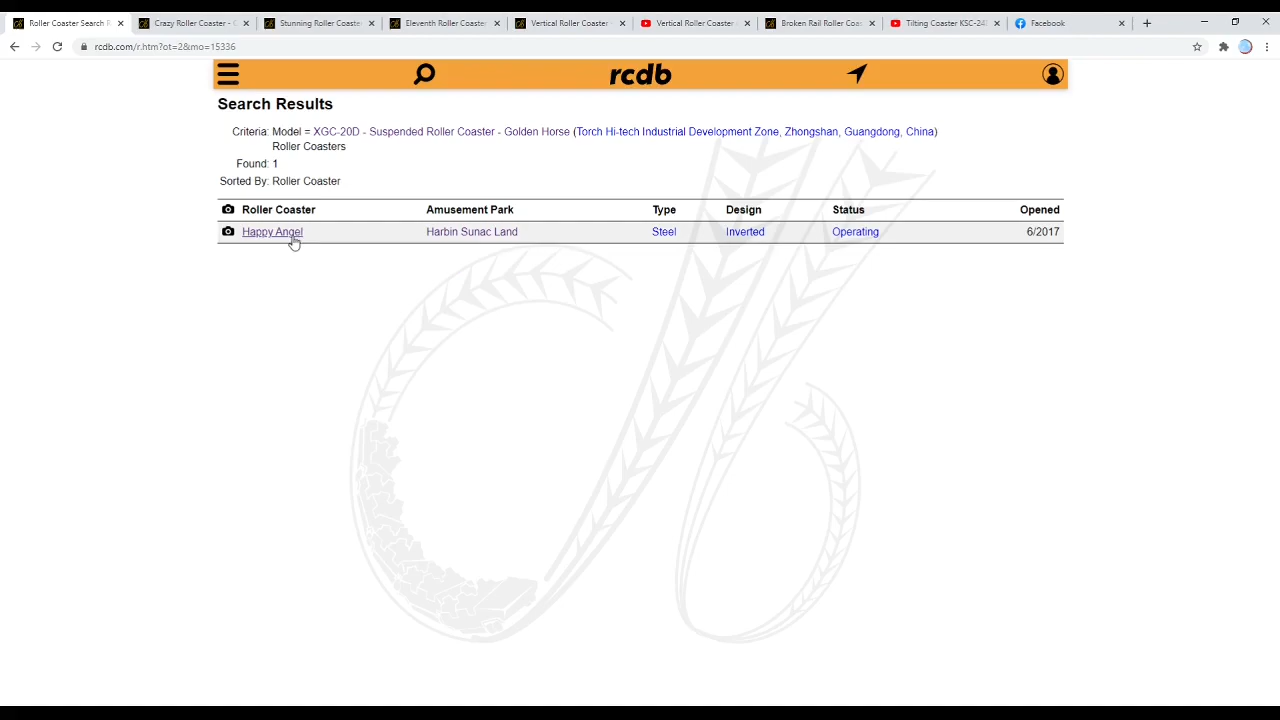 Roller Coaster Search R
Crazy Roller Coaster - G
Stunning Roller Coaster
Eleventh Roller Coaster
Vertical Roller Coaster
Vertical Roller Coaster
Broken Rail Roller Coas
Tilting Coaster KSC-24
Facebook
rcdb.com/r.htm?ot=2&mo=15336
rcdb
Search Results
Criteria: Model = XGC-20D - Suspended Roller Coaster - Golden Horse (Torch Hi-tech Industrial Development Zone, Zhongshan, Guangdong, China)
Roller Coasters
Found: 1
Sorted By: Roller Coaster
Roller Coaster Amusement Park Type Design Status Opened
Happy Angel Harbin Sunac Land Steel Inverted Operating 6/2017